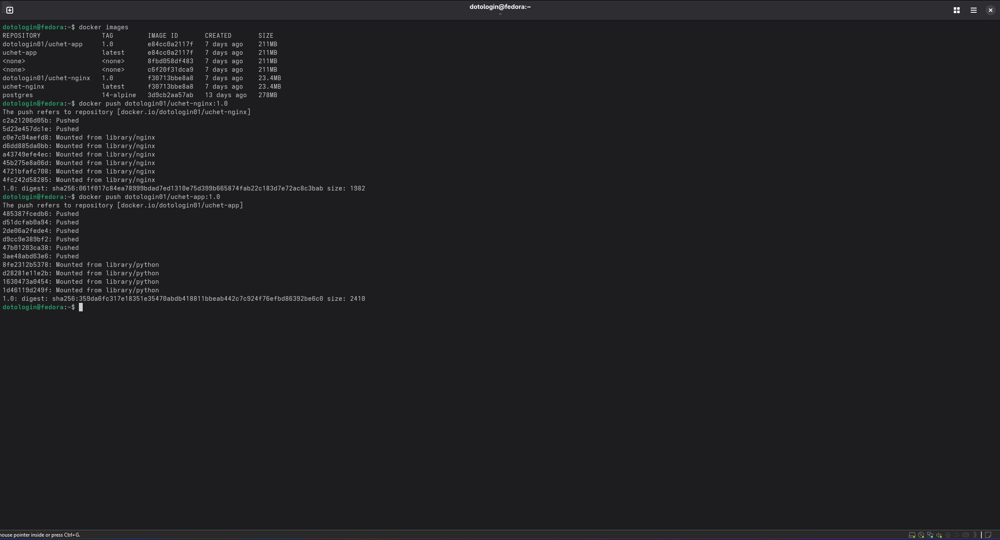 dotologin@fedora:~
~
dotologin@fedora:~$ docker images
REPOSITORY TAG IMAGE ID CREATED SIZE
dotologin01/uchet-app 1.0 e84cc0a2117f 7 days ago 211MB
uchet-app latest e84cc0a2117f 7 days ago 211MB
<none> <none> 8fbd058df483 7 days ago 211MB
<none> <none> c6f20f31dca9 7 days ago 211MB
dotologin01/uchet-nginx 1.0 f30713bbe8a8 7 days ago 23.4MB
uchet-nginx latest f30713bbe8a8 7 days ago 23.4MB
postgres 14-alpine 3d9cb2aa57ab 13 days ago 278MB
dotologin@fedora:~$ docker push dotologin01/uchet-nginx:1.0
The push refers to repository [docker.io/dotologin01/uchet-nginx]
c2a21206d05b: Pushed
5d23e457dc1e: Pushed
c0e7c94aefd8: Mounted from library/nginx
d6dd885da0bb: Mounted from library/nginx
a43749efe4ec: Mounted from library/nginx
45b275e8a06d: Mounted from library/nginx
4721bfafc708: Mounted from library/nginx
4fc242d58285: Mounted from library/nginx
1.0: digest: sha256:061f017c84ea78999bdad7ed1310e75d399b665874fab22c183d7e72ac8c3bab size: 1982
dotologin@fedora:~$ docker push dotologin01/uchet-app:1.0
The push refers to repository [docker.io/dotologin01/uchet-app]
485387fcedb6: Pushed
d51dcfab0a94: Pushed
2de06a2fede4: Pushed
d9cc9e389bf2: Pushed
47b01203ca38: Pushed
3ae48abd63e6: Pushed
8fe2312b5378: Mounted from library/python
d28281e11e2b: Mounted from library/python
1630473a0454: Mounted from library/python
1d46119d249f: Mounted from library/python
1.0: digest: sha256:359da6fc317e18351e35470abdb418811bbeab442c7c924f76efbd86392be6c0 size: 2410
dotologin@fedora:~$
nouse pointer inside or press Ctrl+G.